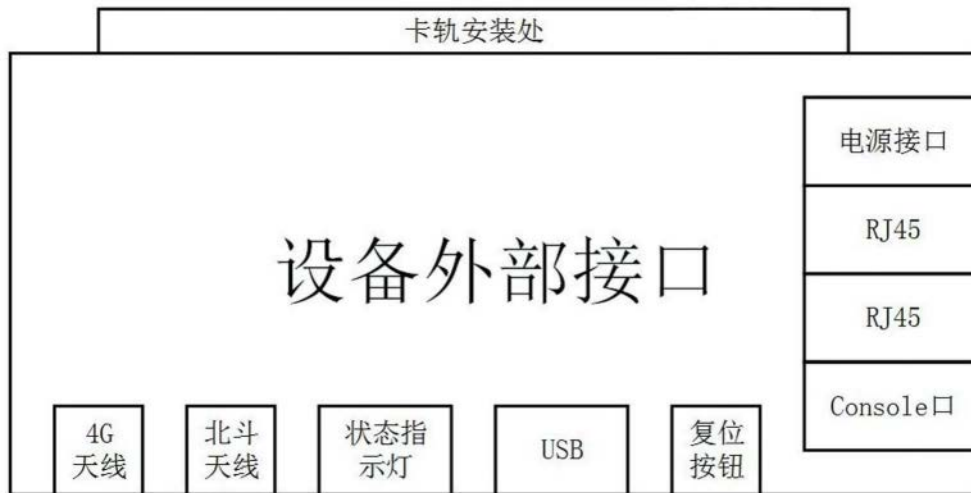 卡轨安装处
电源接口
RJ45
设备外部接口
RJ45
Console口
4G
天线
北斗
天线
状态指
示灯
USB
复位
按钮